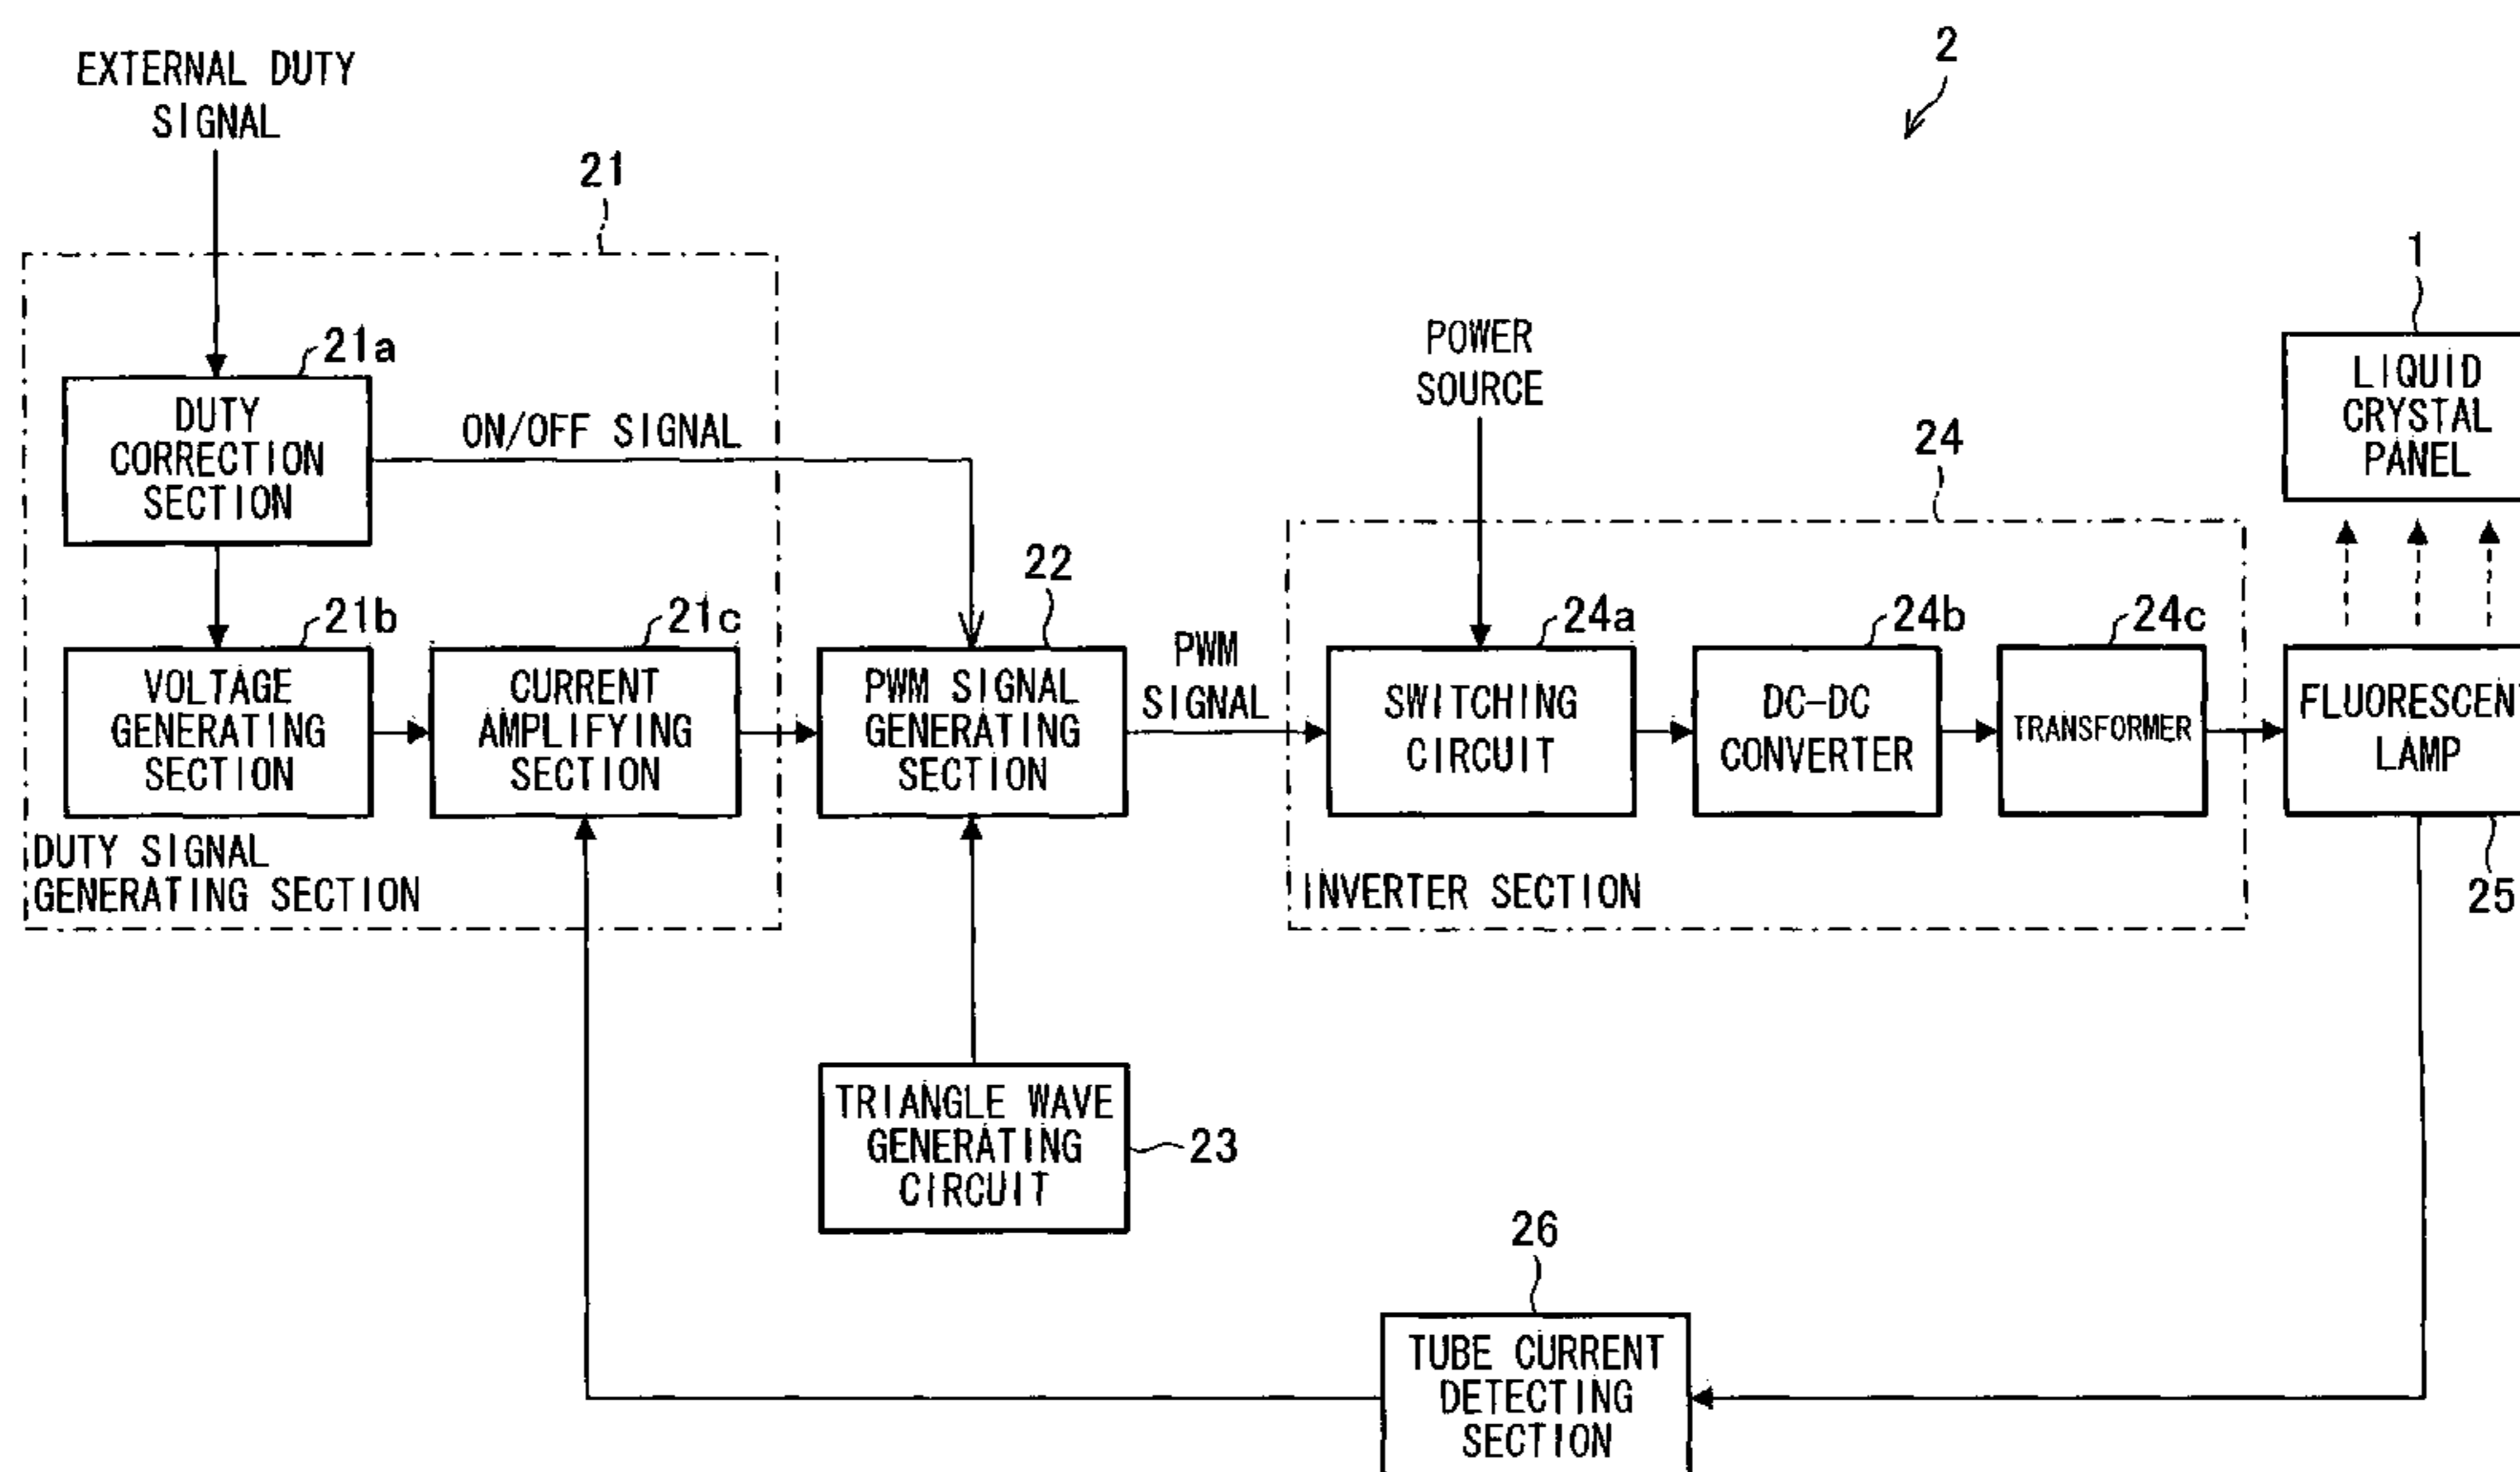 2
EXTERNAL DUTY
SIGNAL
21
1
21a
DUTY
CORRECTION
SECTION
ON/OFF SIGNAL
POWER
SOURCE
24
LIQUID
CRYSTAL
PANEL
22
21b
21c
24a
24b
24c
VOLTAGE
GENERATING
SECTION
CURRENT
AMPLIFYING
SECTION
PWM SIGNAL
GENERATING
SECTION
PWM
SIGNAL
SWITCHING
CIRCUIT
DC-DC
CONVERTER
TRANSFORMER
FLUORESCENT
LAMP
25
DUTY SIGNAL
GENERATING SECTION
INVERTER SECTION
TRIANGLE WAVE
GENERATING
CIRCUIT
23
26
TUBE CURRENT
DETECTING
SECTION